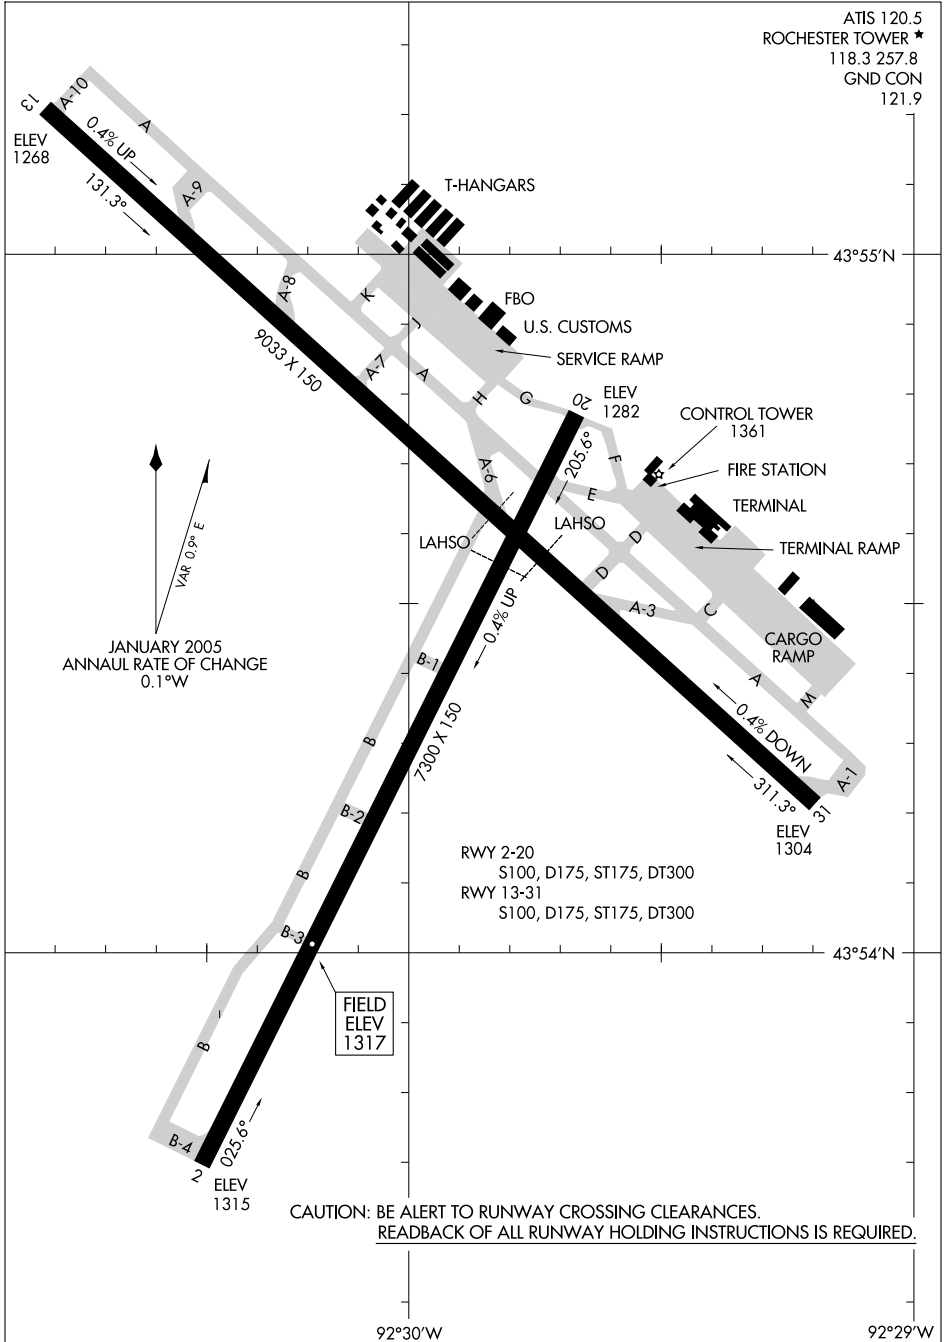 ATIS 120.5
ROCHESTER TOWER ★
118.3 257.8
GND CON
121.9
13
A-10
A
ELEV
1268
0.4% UP
131.3°
A-9
T-HANGARS
43°55'N
A-8
K
FBO
J
U.S. CUSTOMS
9033 X 150
SERVICE RAMP
A-7
A
H
G
20
ELEV
1282
CONTROL TOWER
1361
205.6°
F
A-6
FIRE STATION
E
TERMINAL
LAHSO
LAHSO
D
TERMINAL RAMP
VAR 0.9° E
D
A-3
C
0.4% UP
CARGO
RAMP
JANUARY 2005
ANNAUL RATE OF CHANGE
0.1°W
B-1
A
M
0.4% DOWN
B
7300 X 150
311.3°
A-1
31
B-2
ELEV
1304
RWY 2-20
S100, D175, ST175, DT300
RWY 13-31
S100, D175, ST175, DT300
B
B-3
43°54'N
FIELD
ELEV
1317
B
B-4
025.6°
2
ELEV
1315
CAUTION: BE ALERT TO RUNWAY CROSSING CLEARANCES.
READBACK OF ALL RUNWAY HOLDING INSTRUCTIONS IS REQUIRED.
92°30'W
92°29'W